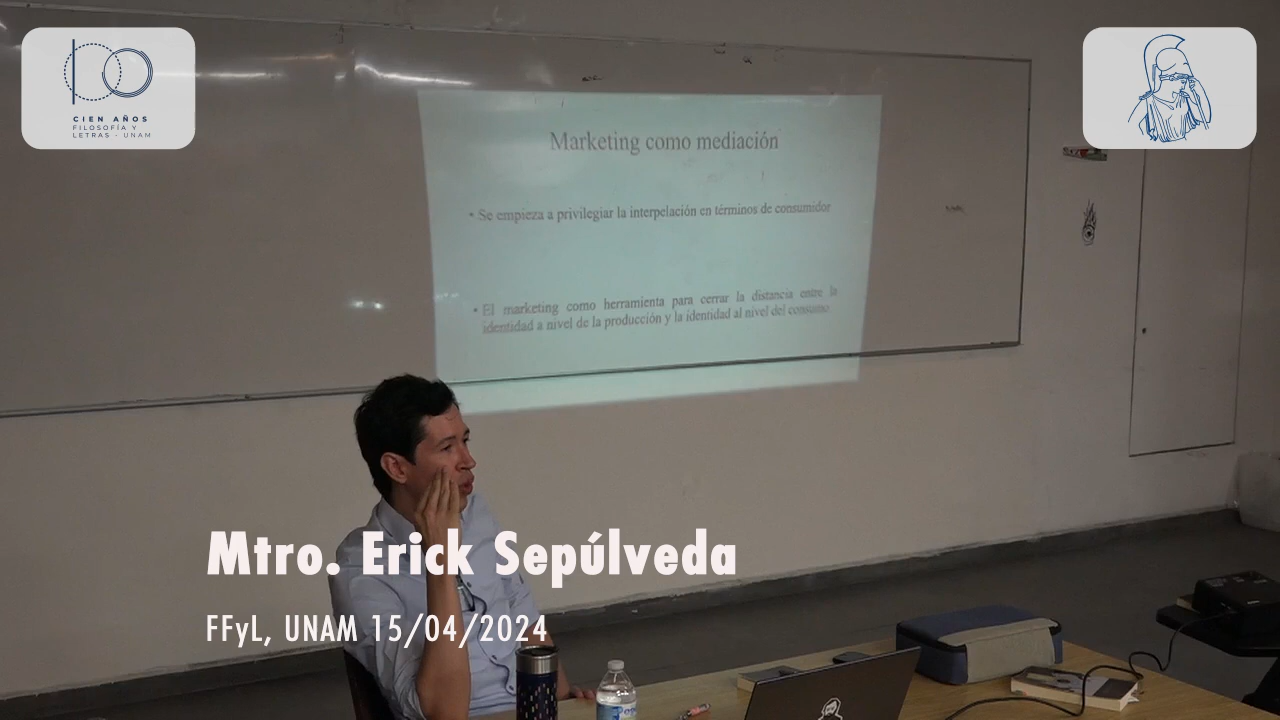 CIEN AÑOS
FILOSOFÍA Y
LETRAS - UNAM
Marketing como mediación
• Se empieza a privilegiar la interpelación en términos de consumidor
• El marketing como herramienta para cerrar la distancia entre la
identidad a nivel de la producción y la identidad al nivel del consumo
Mtro. Erick Sepúlveda
FFyL, UNAM 15/04/2024